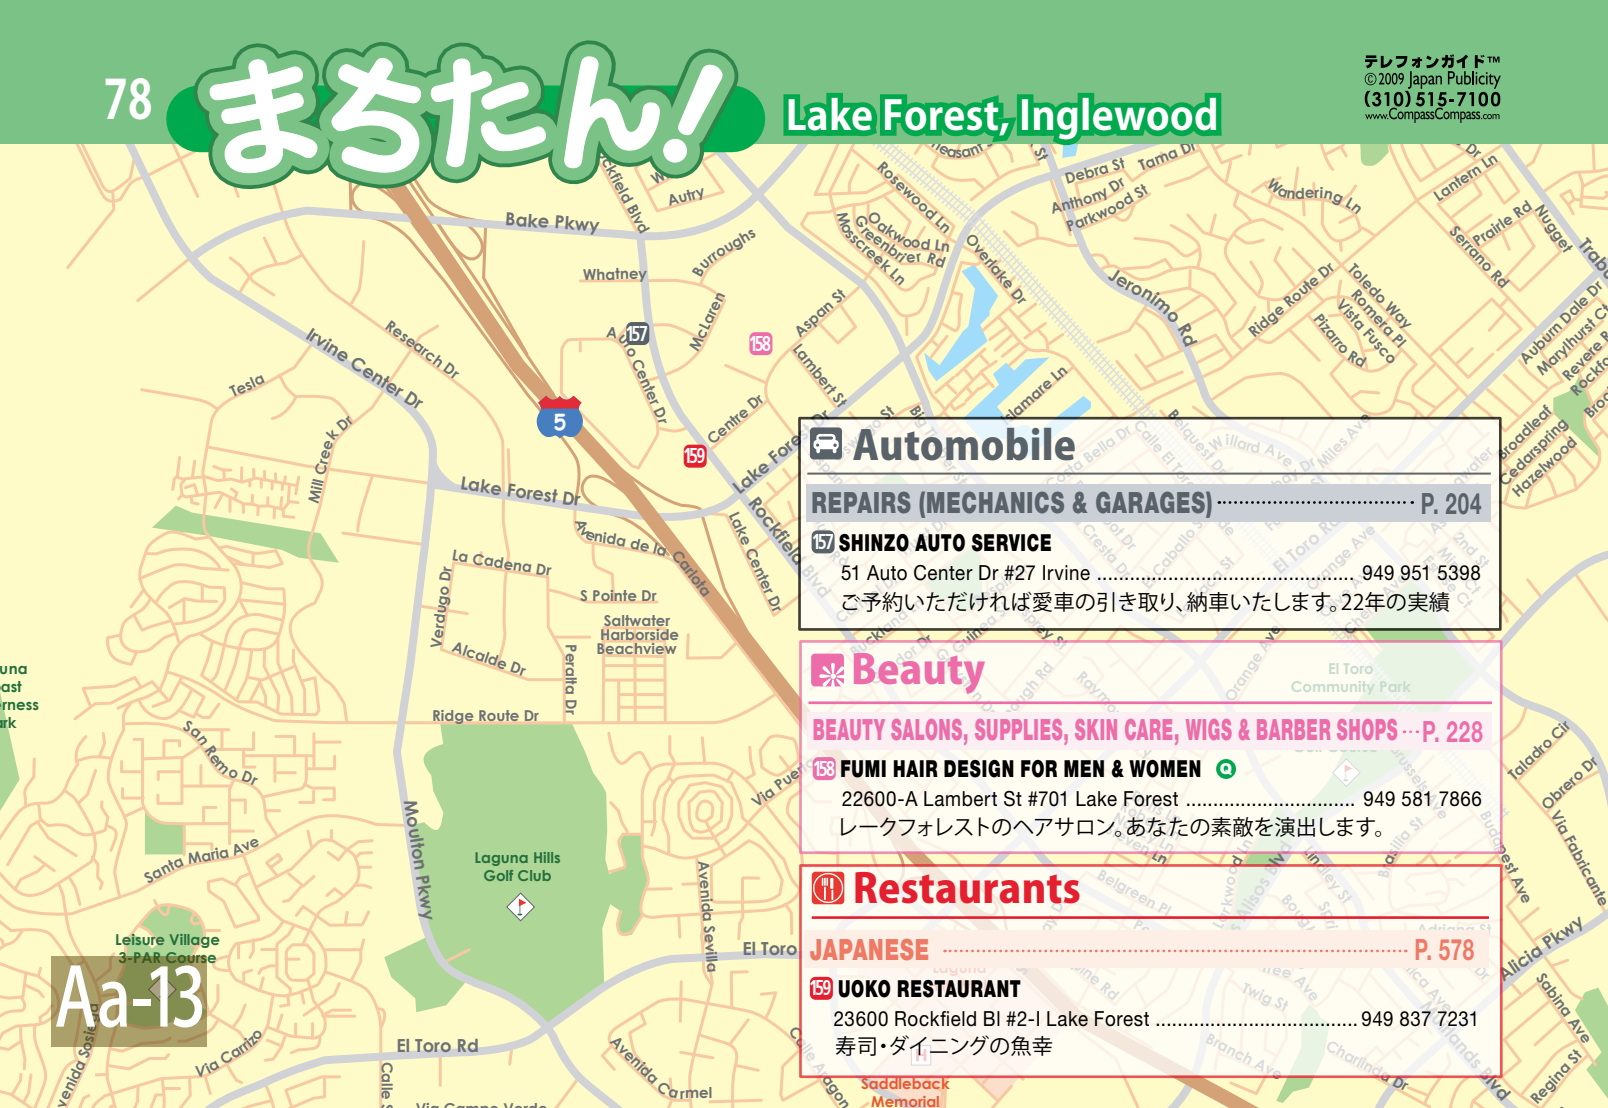 78
まちたん!
Lake Forest, Inglewood
テレフォンガイド™
©2009 Japan Publicity
(310) 515-7100
www.CompassCompass.com
Bake Pkwy
Autry
Whatney
Burroughs
McLaren
Auto Center Dr
157
158
159
Aspan St
Lambert St
Centre Dr
Rosewood Ln
Oakwood Ln
Greenbrier Rd
Mosscreek Ln
Overlake Dr
Debra St
Tama Dr
Anthony Dr
Parkwood St
Jeronimo Rd
Wandering Ln
Lantern Ln
Prairie Rd
Nugget
Serrano Rd
Ridge Route Dr
Toledo Way
Romera Pl
Vista Fusco
Pizarro Rd
Auburn Dale Dr
Marylhurst Ct
Broadleaf
Cedarspring
Hazelwood
Irvine Center Dr
Research Dr
Tesla
Mill Creek Dr
5
Lake Forest Dr
Lake Forest Dr
Rockfield Blvd
Lake Center Dr
Avenida de la Carlota
La Cadena Dr
Verdugo Dr
S Pointe Dr
Saltwater
Harborside
Beachview
Alcalde Dr
Peralta Dr
Ridge Route Dr
San Remo Dr
Santa Maria Ave
Moulton Pkwy
Laguna Hills
Golf Club
Leisure Village
3-PAR Course
Aa-13
Avenida Sevilla
El Toro
El Toro Rd
Via Carrizo
Avenida Carmel
Automobile
REPAIRS (MECHANICS & GARAGES) P. 204
157 SHINZO AUTO SERVICE
51 Auto Center Dr #27 Irvine 949 951 5398
ご予約いただければ愛車の引き取り、納車いたします。22年の実績
El Toro
Community Park
Beauty
BEAUTY SALONS, SUPPLIES, SKIN CARE, WIGS & BARBER SHOPS P. 228
158 FUMI HAIR DESIGN FOR MEN & WOMEN Q
22600-A Lambert St #701 Lake Forest 949 581 7866
レークフォレストのヘアサロン。あなたの素敵を演出します。
Restaurants
JAPANESE P. 578
159 UOKO RESTAURANT
23600 Rockfield Bl #2-I Lake Forest 949 837 7231
寿司・ダイニングの魚幸
Saddleback
Memorial
Taladro Cir
Obrero Dr
Via Fabricante
Alicia Pkwy
Sabina Ave
Regina St
Charlinda Dr
Branch Ave